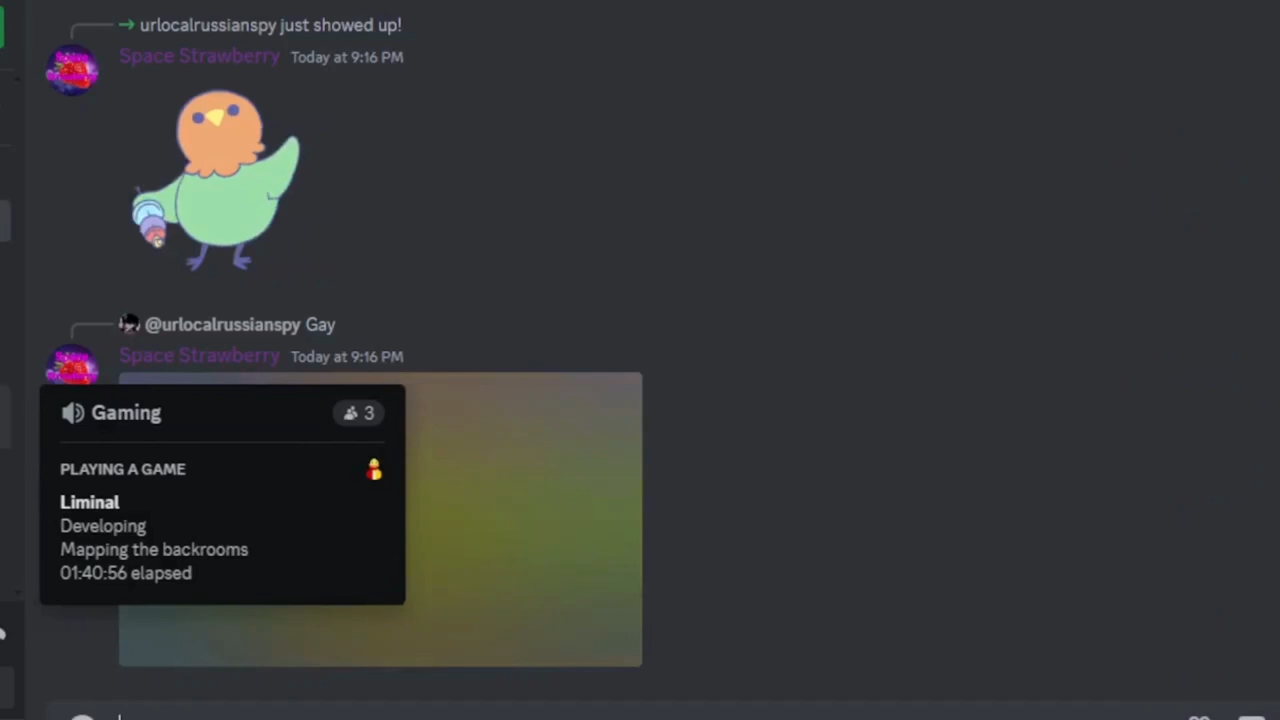 urlocalrussianspy just showed up!
Space Strawberry Today at 9:16 PM
@urlocalrussianspy Gay
Space Strawberry Today at 9:16 PM
Gaming 3
PLAYING A GAME
Liminal
Developing
Mapping the backrooms
01:40:56 elapsed